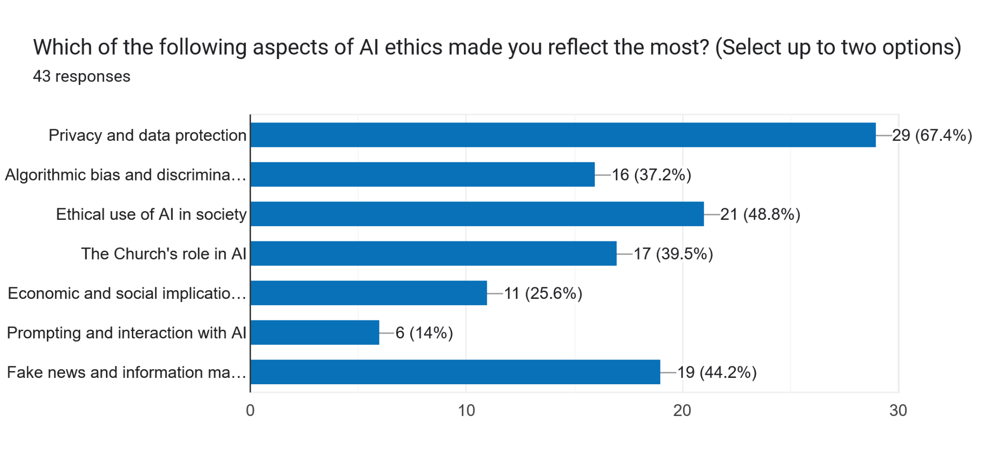 Which of the following aspects of AI ethics made you reflect the most? (Select up to two options)
43 responses
Privacy and data protection 29 (67.4%)
Algorithmic bias and discrimina… 16 (37.2%)
Ethical use of AI in society 21 (48.8%)
The Church's role in AI 17 (39.5%)
Economic and social implicatio… 11 (25.6%)
Prompting and interaction with AI 6 (14%)
Fake news and information ma… 19 (44.2%)
0 10 20 30